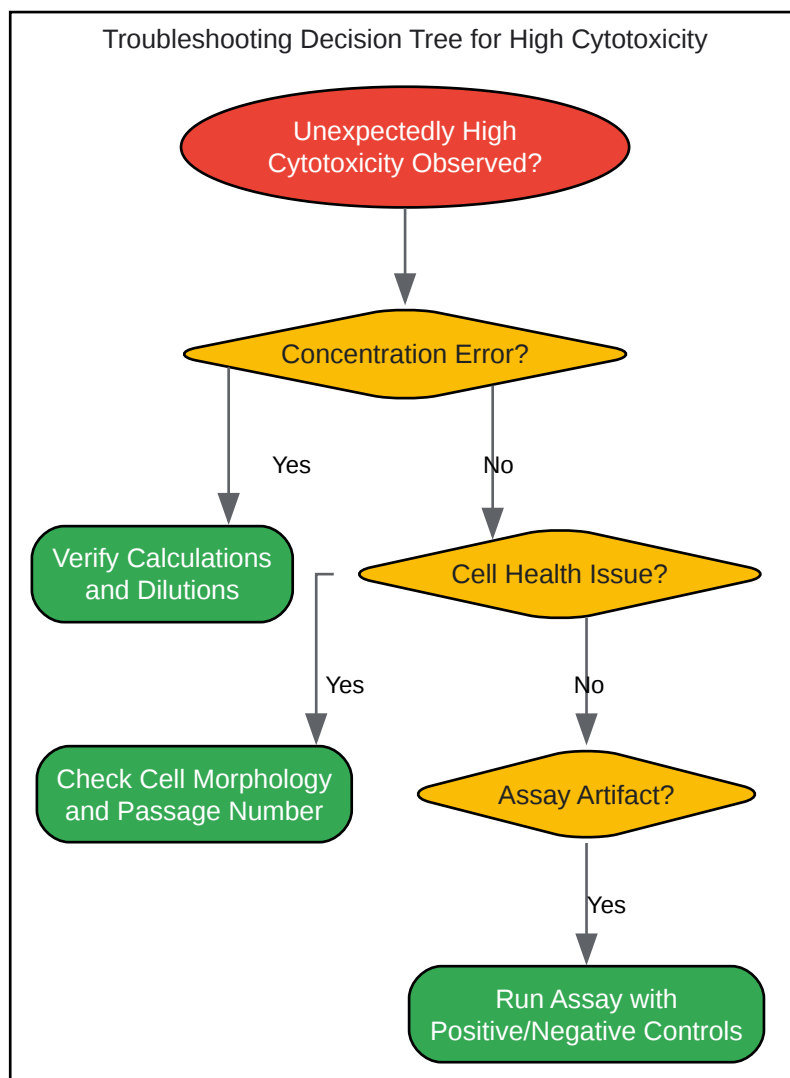 Troubleshooting Decision Tree for High Cytotoxicity
Unexpectedly High
Cytotoxicity Observed?
Concentration Error?
Yes
No
Verify Calculations
and Dilutions
Cell Health Issue?
Yes
No
Check Cell Morphology
and Passage Number
Assay Artifact?
Yes
Run Assay with
Positive/Negative Controls